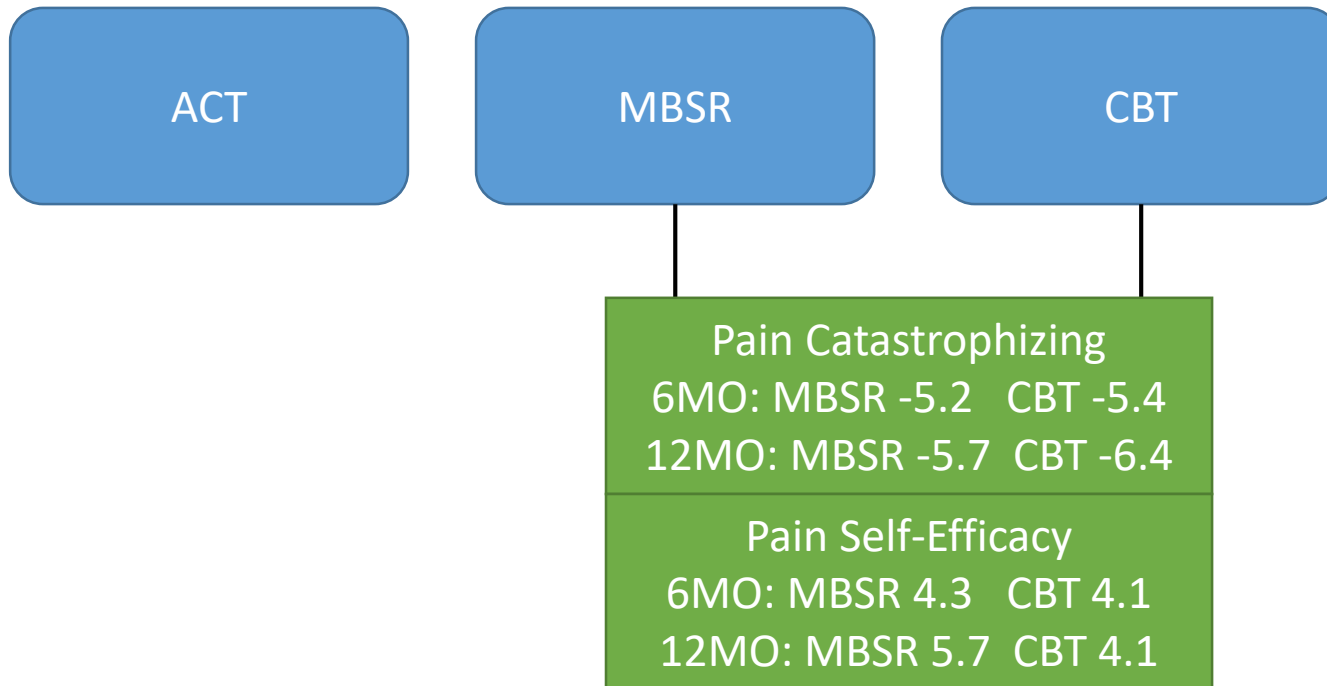 ACT
MBSR
CBT
Pain Catastrophizing
6MO: MBSR -5.2 CBT -5.4
12MO: MBSR -5.7 CBT -6.4
Pain Self-Efficacy
6MO: MBSR 4.3 CBT 4.1
12MO: MBSR 5.7 CBT 4.1